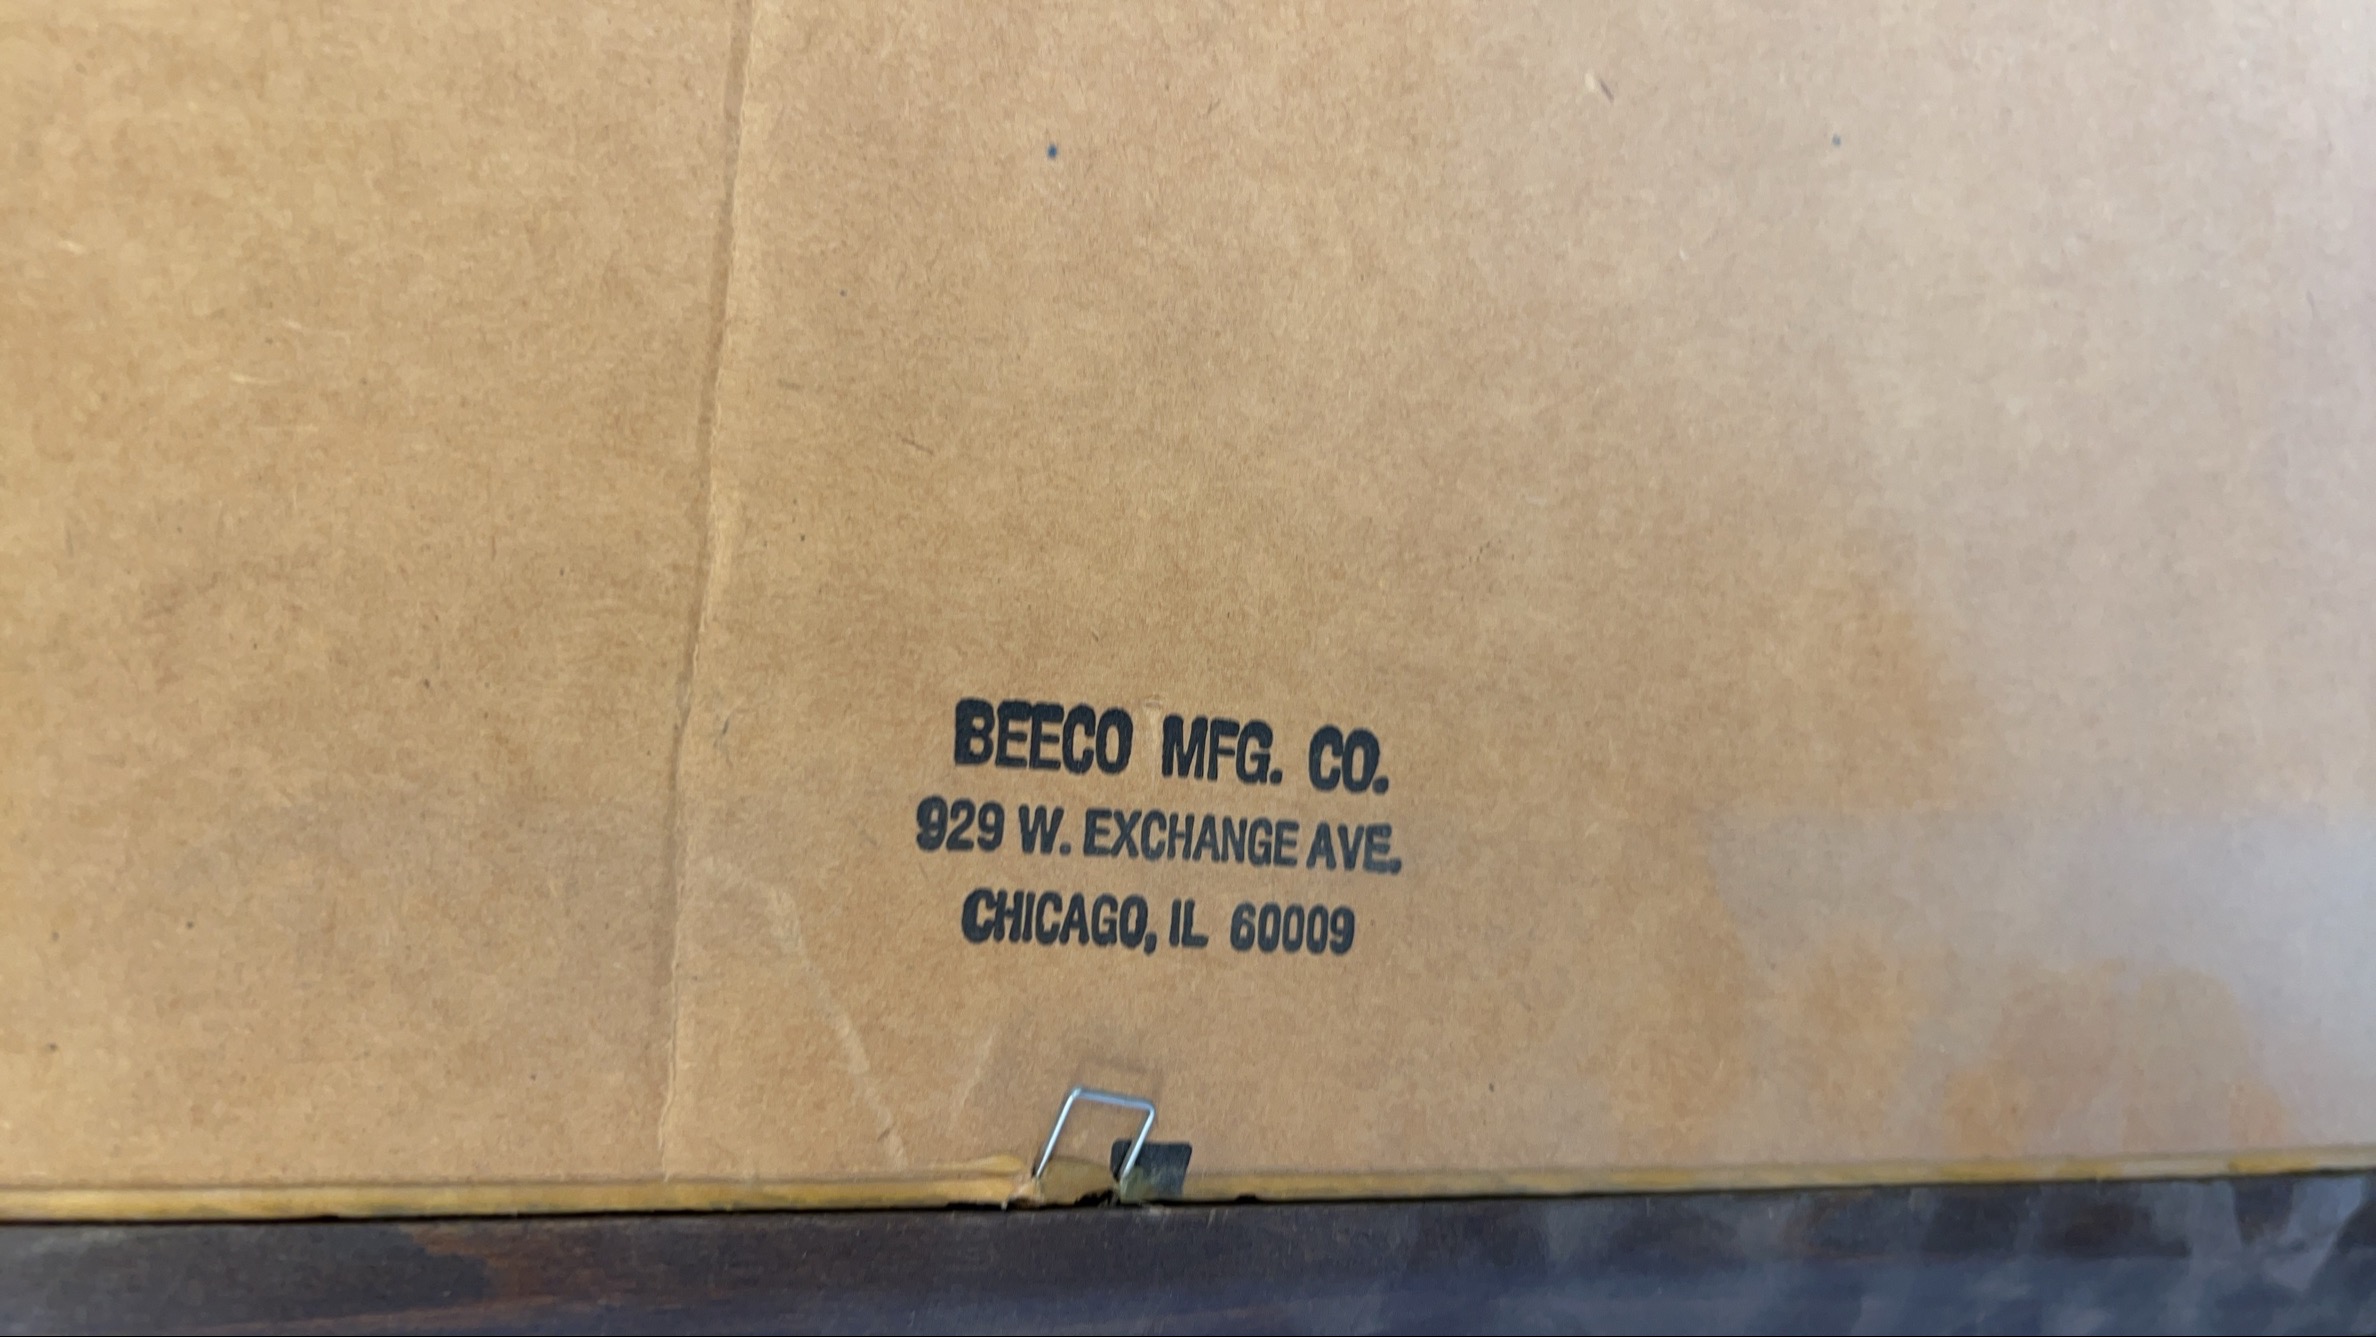 BEECO MFG. CO.
929 W. EXCHANGE AVE.
CHICAGO, IL 60009